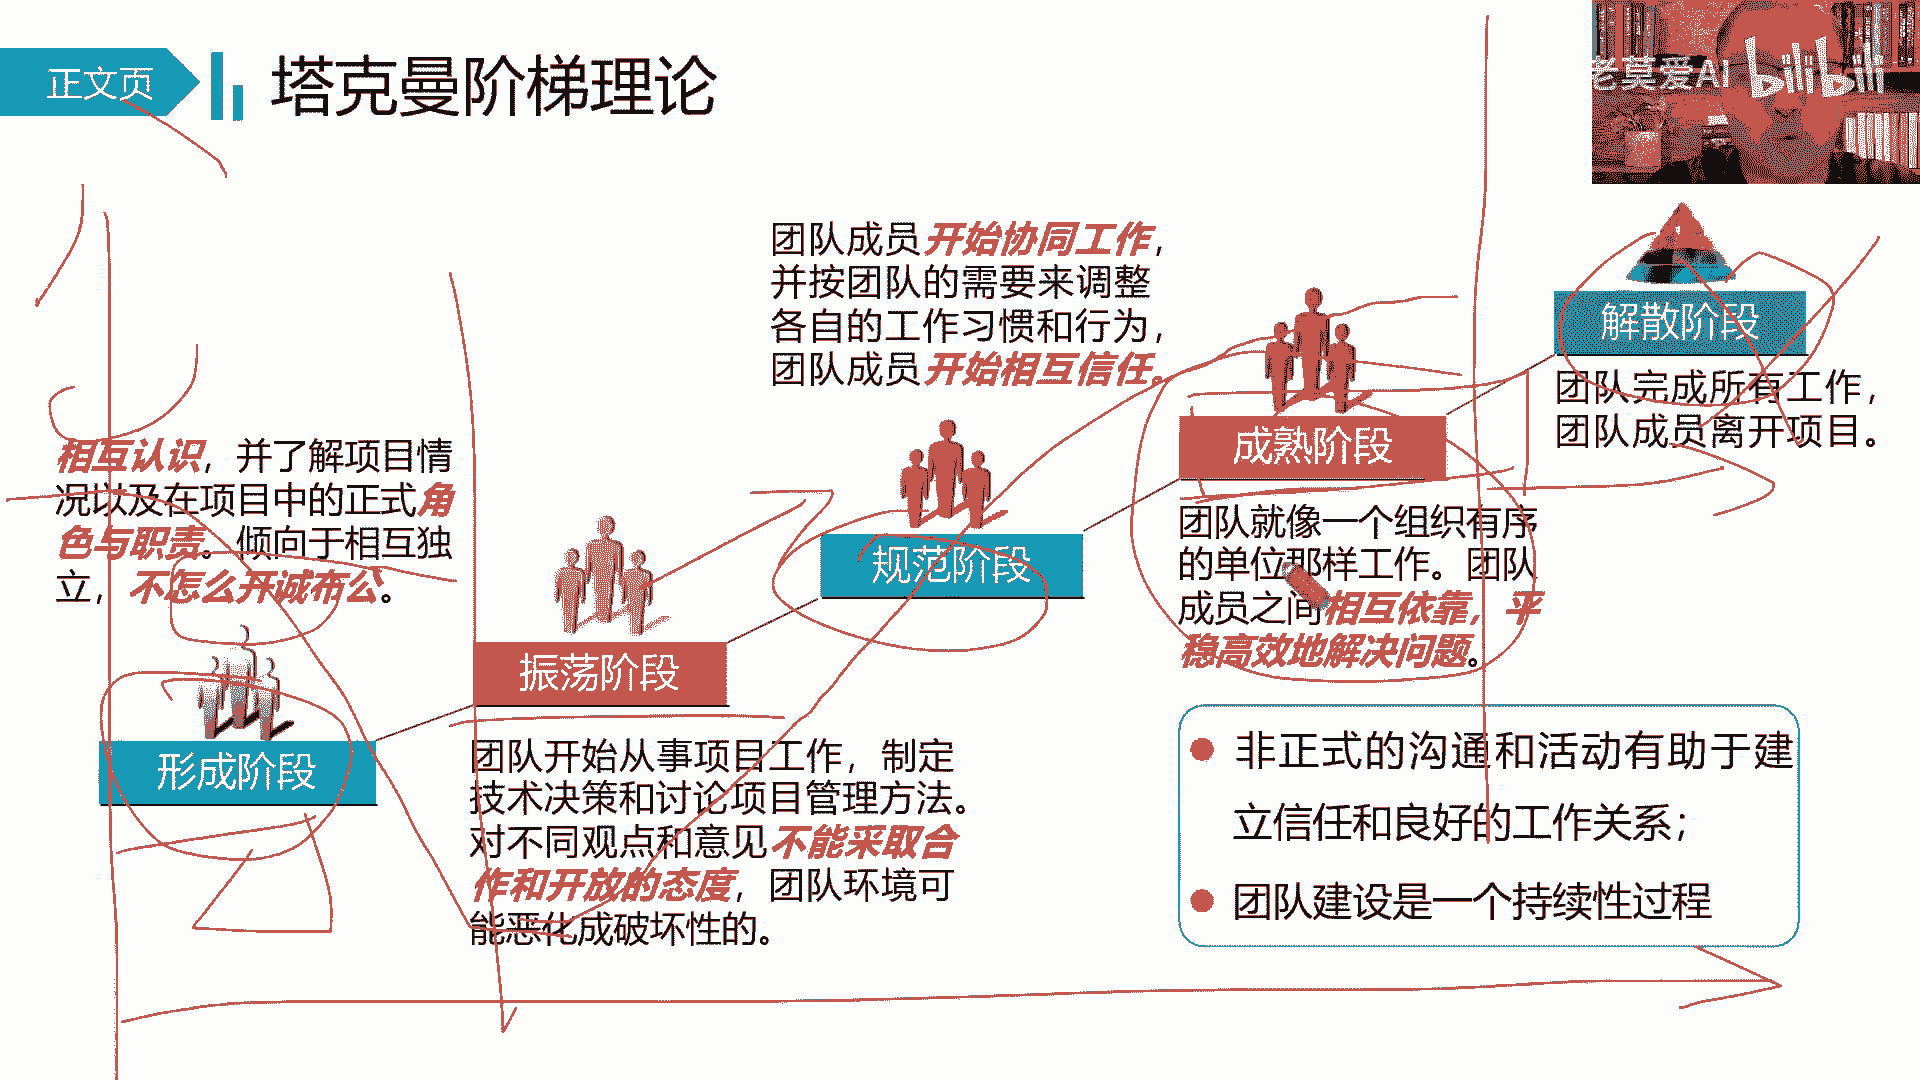 正文页
塔克曼阶梯理论
老莫爱AI
bilibili
相互认识，并了解项目情
况以及在项目中的正式角
色与职责。倾向于相互独
立，不怎么开诚布公。
形成阶段
振荡阶段
团队开始从事项目工作，制定
技术决策和讨论项目管理方法。
对不同观点和意见不能采取合
作和开放的态度，团队环境可
能恶化成破坏性的。
团队成员开始协同工作，
并按团队的需要来调整
各自的工作习惯和行为，
团队成员开始相互信任。
规范阶段
成熟阶段
团队就像一个组织有序
的单位那样工作。团队
成员之间相互依靠，平
稳高效地解决问题。
解散阶段
团队完成所有工作，
团队成员离开项目。
非正式的沟通和活动有助于建
立信任和良好的工作关系；
团队建设是一个持续性过程